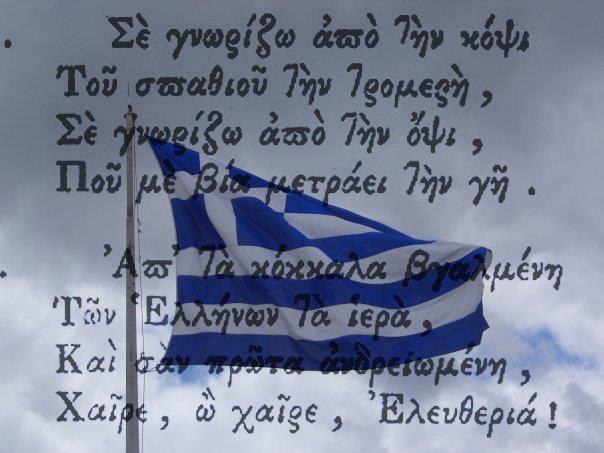 Σὲ γνωρίζω ἀπὸ τὴν κόψι
Τοῦ σπαθιοῦ τὴν τρομερὴ,
Σὲ γνωρίζω ἀπὸ τὴν ὄψι,
Ποῦ μὲ βία μετράει τὴν γῆ.
Ἀπ' τὰ κόκκαλα βγαλμένη
Τῶν Ἑλλήνων τὰ ἱερὰ,
Καὶ σὰν πρῶτα ἀνδρειωμένη,
Χαῖρε, ὢ χαῖρε, Ἐλευθεριά!